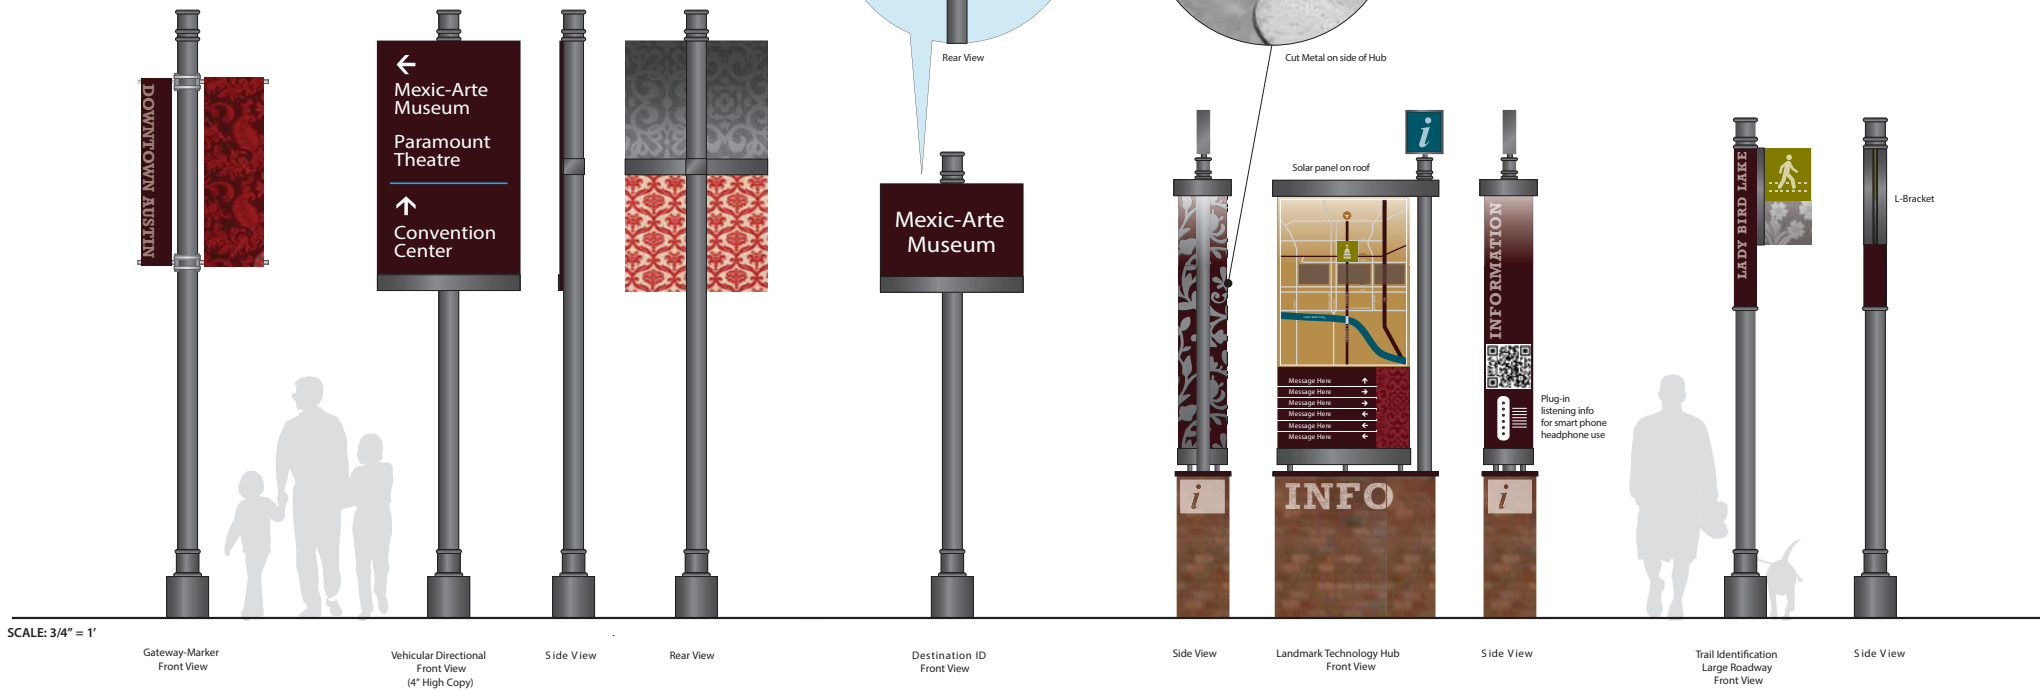 Rear View
Cut Metal on side of Hub
DOWNTOWN AUSTIN
←
Mexic-Arte
Museum
Paramount
Theatre
↑
Convention
Center
Mexic-Arte
Museum
Solar panel on roof
i
Message Here ↑
Message Here →
Message Here →
Message Here ←
Message Here ←
Message Here ←
INFORMATION
Plug-in
listening info
for smart phone
headphone use
i
INFO
i
LADY BIRD LAKE
L-Bracket
SCALE: 3/4” = 1’
Gateway-Marker
Front View
Vehicular Directional
Front View
(4” High Copy)
Side View
Rear View
Destination ID
Front View
Side View
Landmark Technology Hub
Front View
Side View
Trail Identification
Large Roadway
Front View
Side View